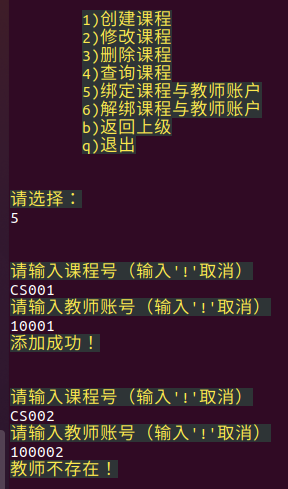 1)创建课程
2)修改课程
3)删除课程
4)查询课程
5)绑定课程与教师账户
6)解绑课程与教师账户
b)返回上级
q)退出
请选择：
5
请输入课程号（输入'!'取消）
CS001
请输入教师账号（输入'!'取消）
10001
添加成功！
请输入课程号（输入'!'取消）
CS002
请输入教师账号（输入'!'取消）
100002
教师不存在！